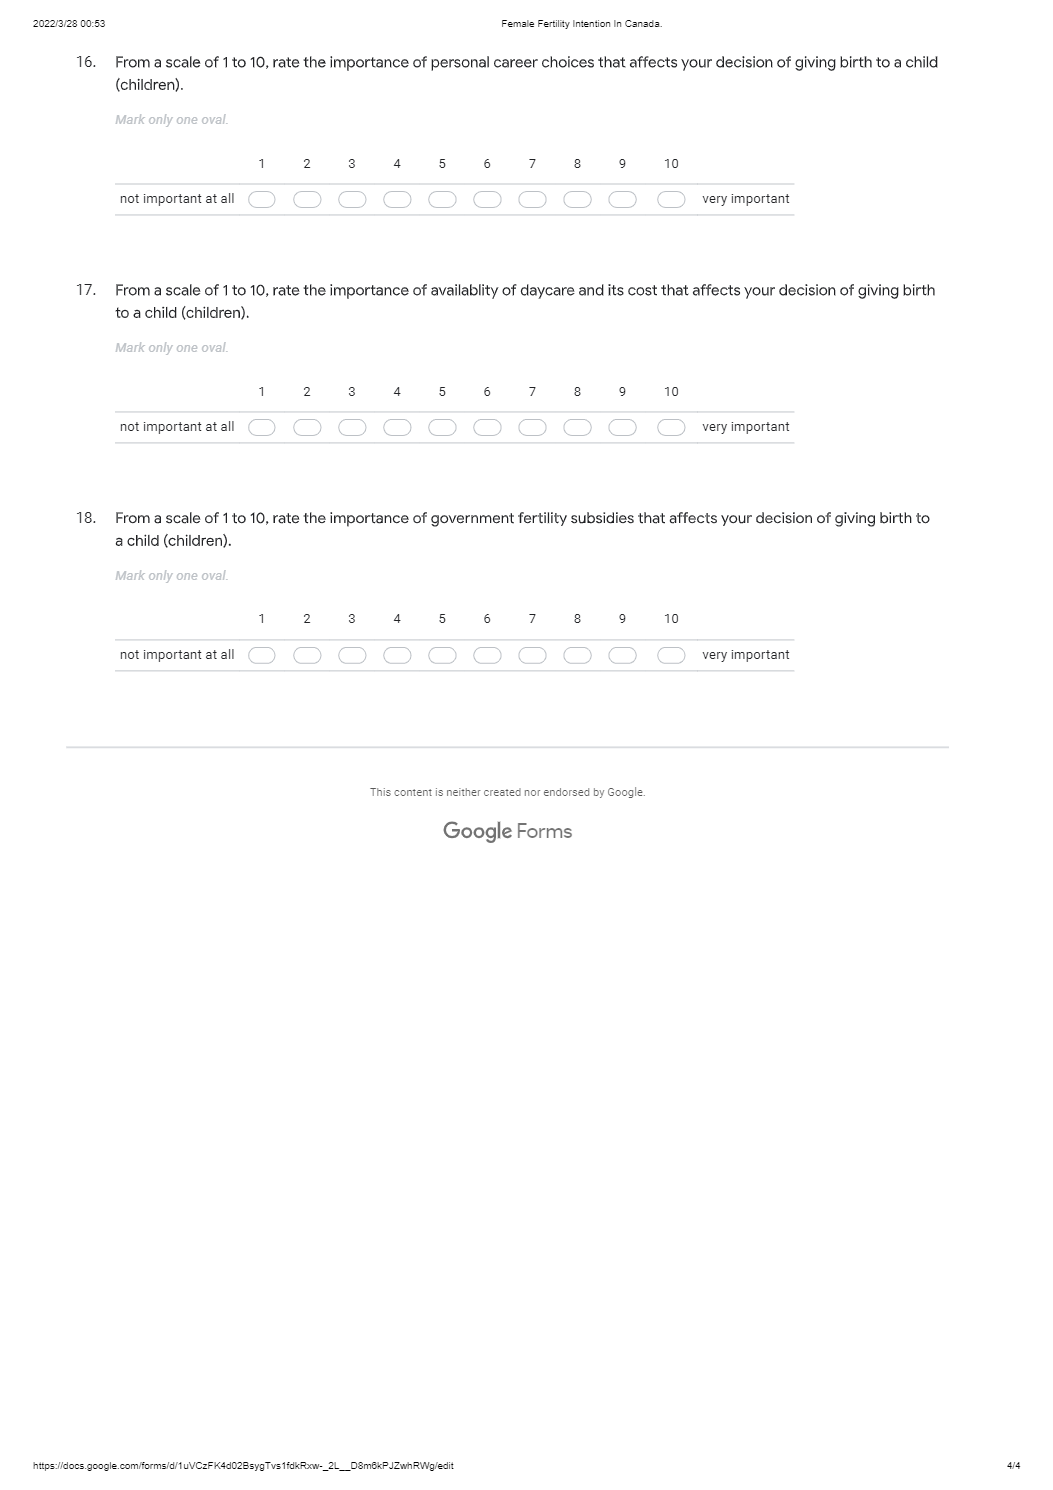 2022/3/28 00:53 Female Fertility Intention In Canada.
16. From a scale of 1 to 10, rate the importance of personal career choices that affects your decision of giving birth to a child
(children).
Mark only one oval.
1 2 3 4 5 6 7 8 9 10
not important at all very important
17. From a scale of 1 to 10, rate the importance of availablity of daycare and its cost that affects your decision of giving birth
to a child (children).
Mark only one oval.
1 2 3 4 5 6 7 8 9 10
not important at all very important
18. From a scale of 1 to 10, rate the importance of government fertility subsidies that affects your decision of giving birth to
a child (children).
Mark only one oval.
1 2 3 4 5 6 7 8 9 10
not important at all very important
This content is neither created nor endorsed by Google.
Google Forms
https://docs.google.com/forms/d/1uVCzFK4d02BsygTvs1fdkRxw-_2L__D8m6kPJZwhRWg/edit 4/4